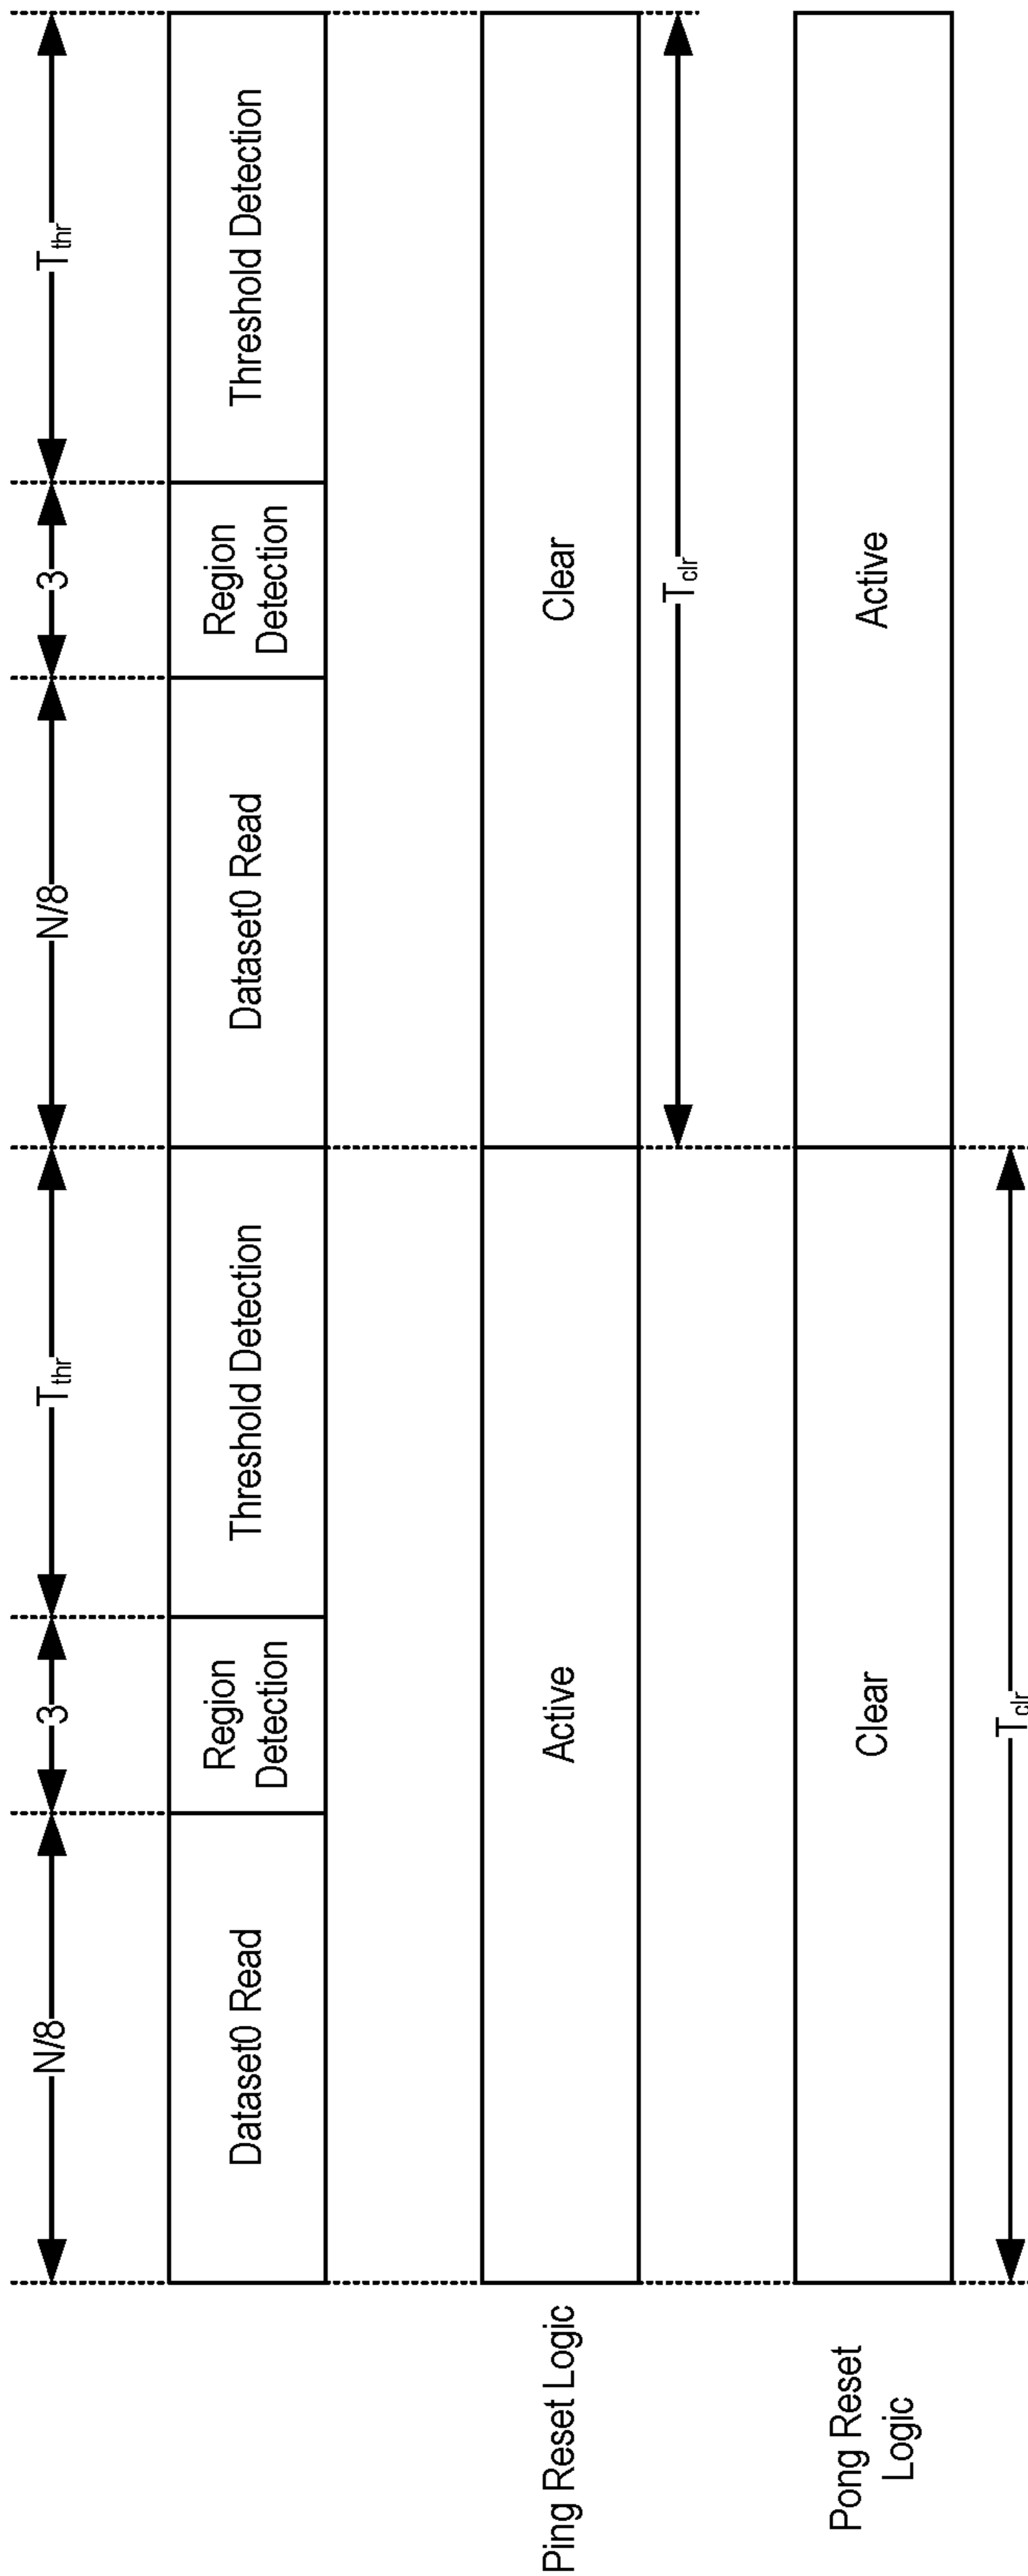 N/8
3
T_thr
N/8
3
T_thr
Dataset0 Read
Region
Detection
Threshold Detection
Dataset0 Read
Region
Detection
Threshold Detection
Ping Reset Logic
Active
Clear
T_clr
Pong Reset
Logic
Clear
Active
T_clr